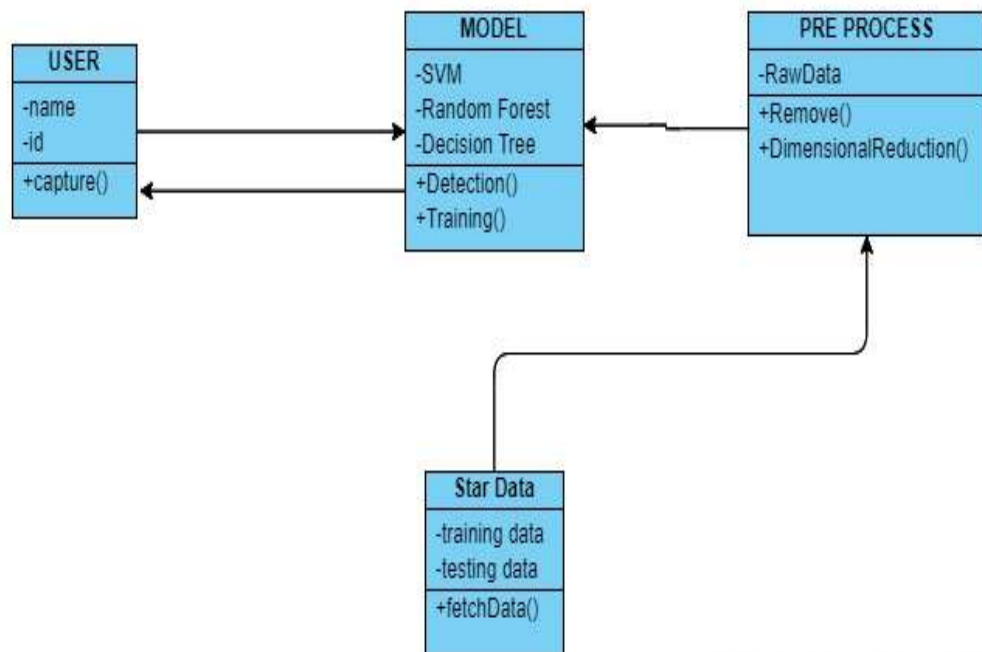 USER
-name
-id
+capture()
MODEL
-SVM
-Random Forest
-Decision Tree
+Detection()
+Training()
PRE PROCESS
-RawData
+Remove()
+DimensionalReduction()
Star Data
-training data
-testing data
+fetchData()